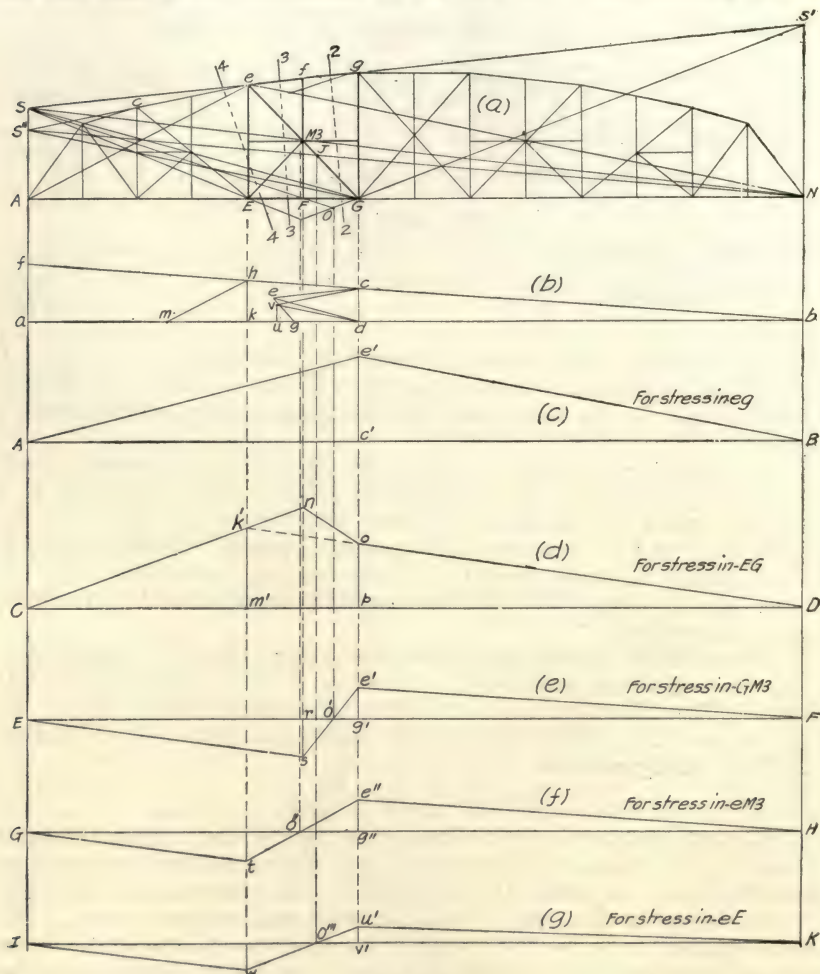 S'
4 3 f 2 g
e
S c (a)
S" M3
J
A E F O G N
4 3 2
f h c (b)
e
v
a m k u g d b
e'
For stress in eg
(c)
A c' B
n
k' o (d)
For stress in-EG
C m' p D
e' (e) For stress in-GM3
E r o' g' F
s
e" (f) For stress in-eM3
G o" g" H
t
u' (g) For stress in-eE
I o''' v' K
w